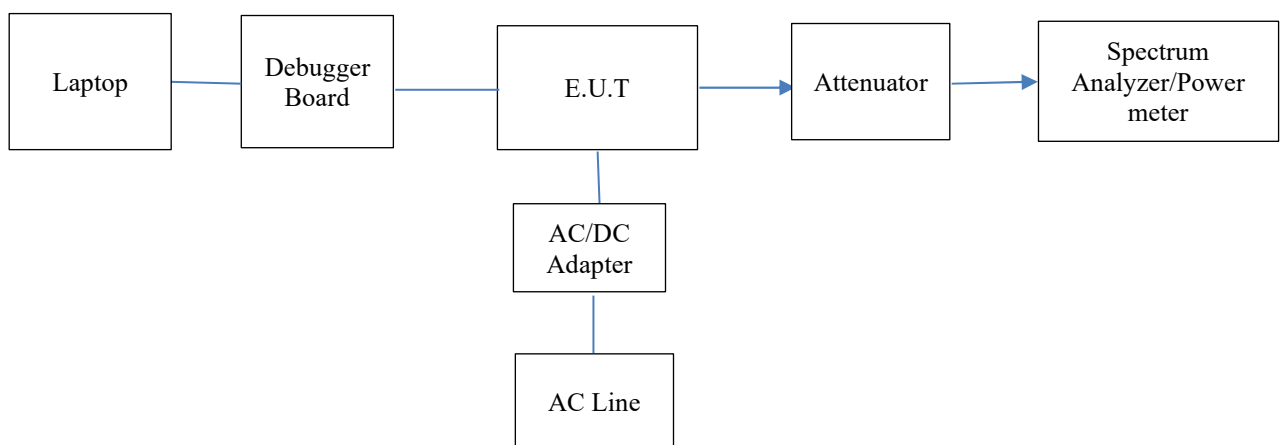 Laptop
Debugger
Board
E.U.T
Attenuator
Spectrum
Analyzer/Power
meter
AC/DC
Adapter
AC Line